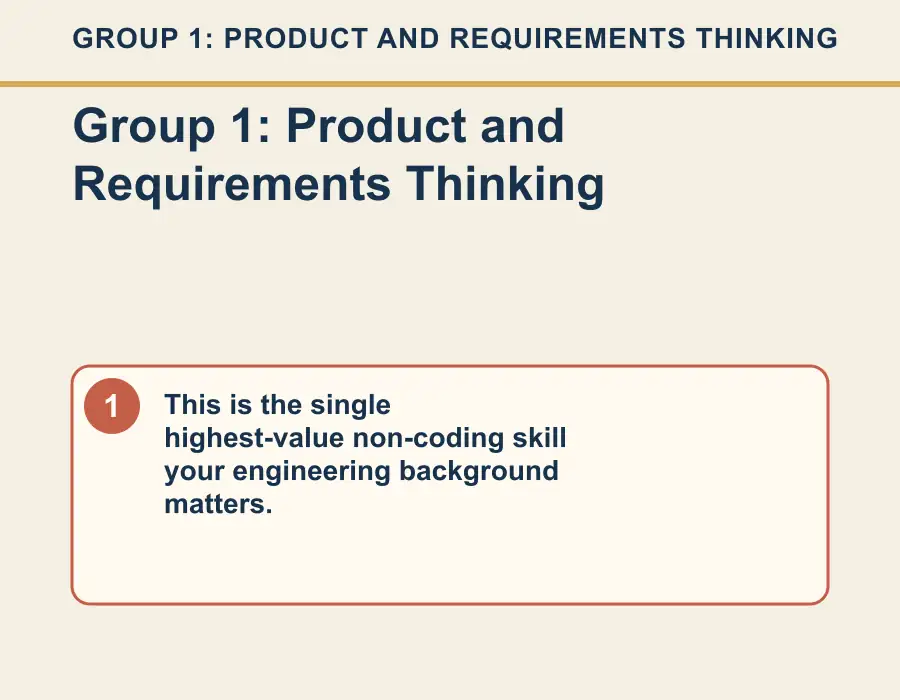 GROUP 1: PRODUCT AND REQUIREMENTS THINKING
Group 1: Product and
Requirements Thinking
1
This is the single
highest-value non-coding skill
your engineering background
matters.